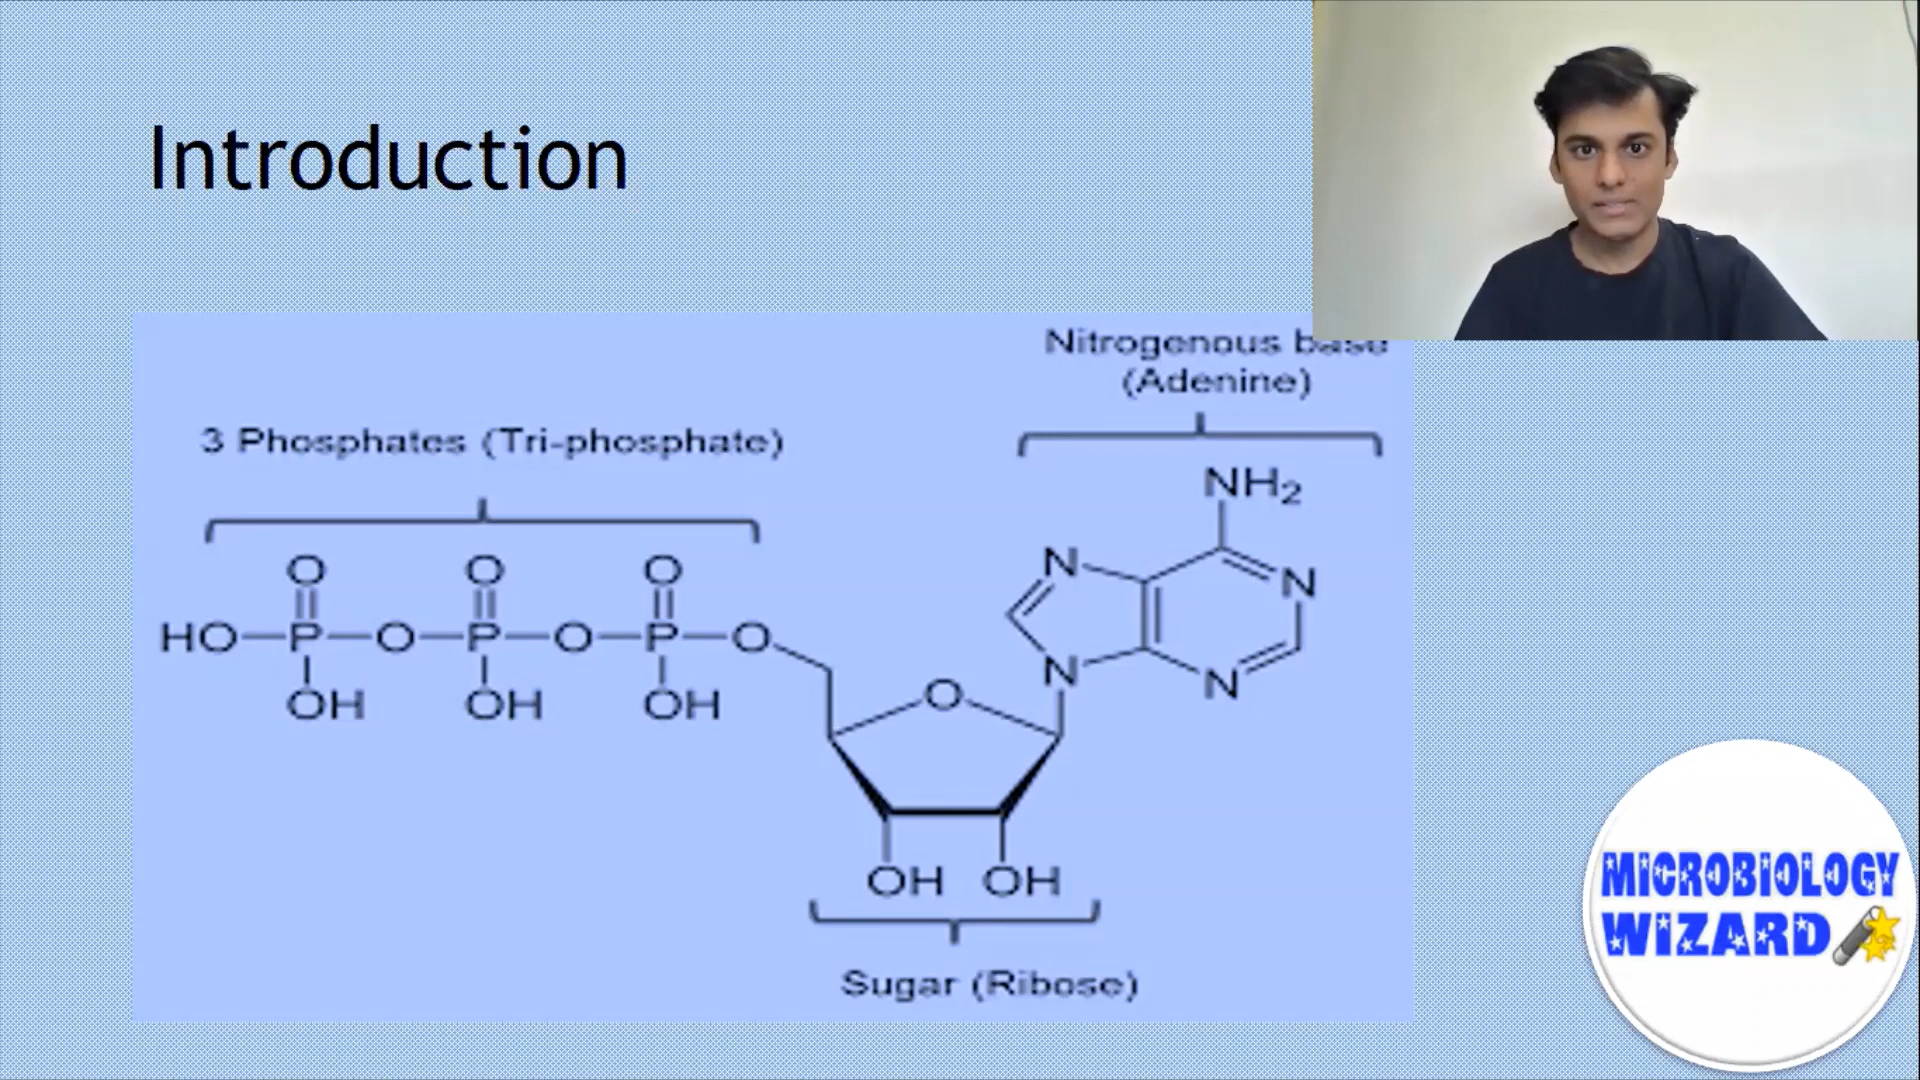 Introduction
Nitrogenous base
(Adenine)
3 Phosphates (Tri-phosphate)
NH2
O O O N N
HO P O P O P O
OH OH OH N N
O
OH OH
Sugar (Ribose)
MICROBIOLOGY
WIZARD